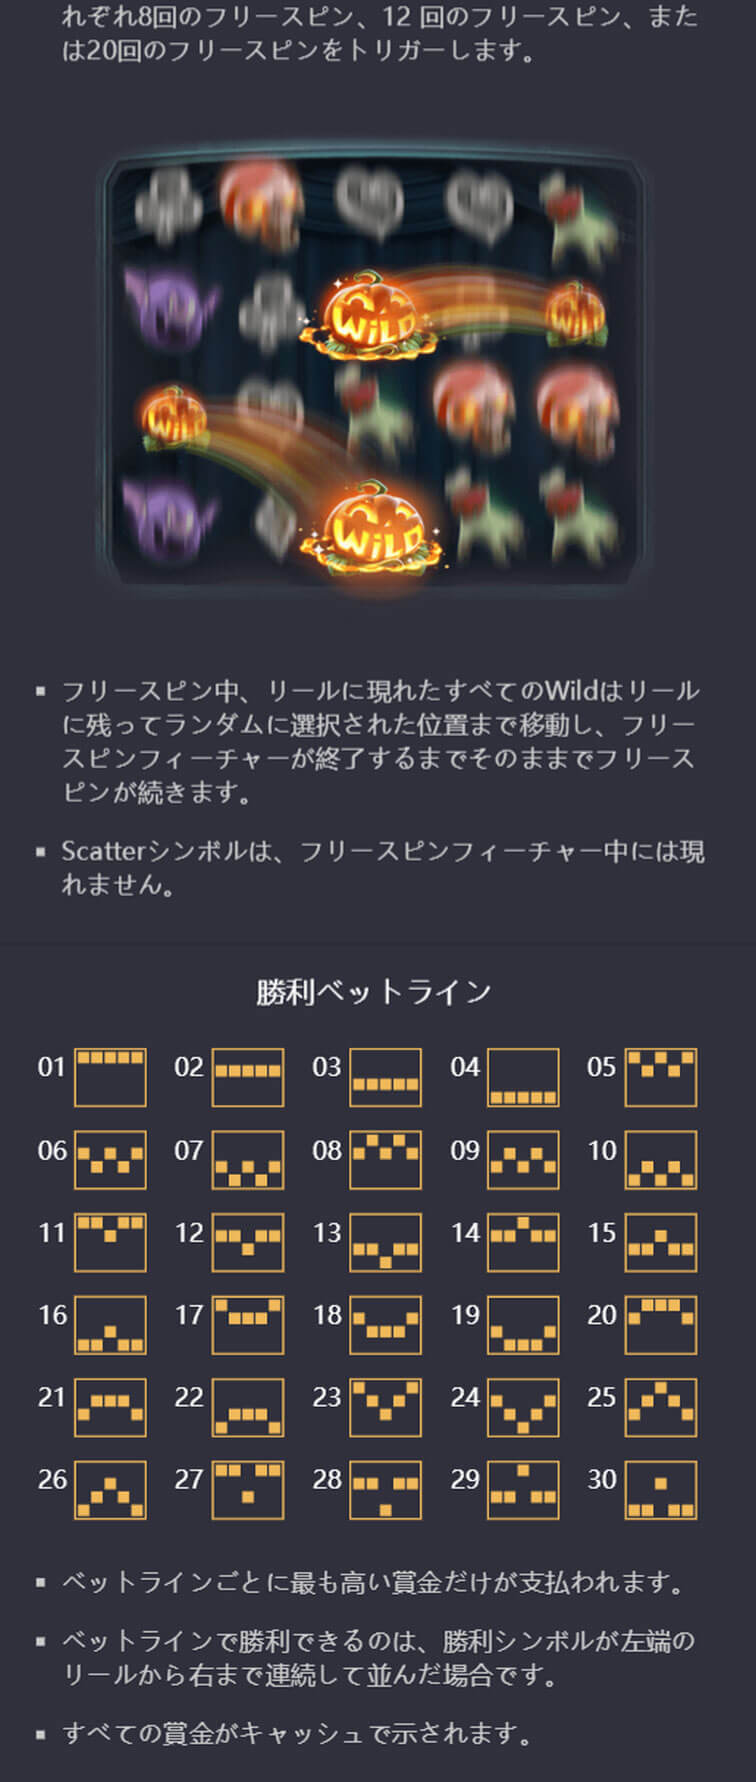 れぞれ8回のフリースピン、12 回のフリースピン、また
は20回のフリースピンをトリガーします。
WiLD
WiLD
WiLD
WiLD
フリースピン中、リールに現れたすべてのWildはリール
に残ってランダムに選択された位置まで移動し、フリー
スピンフィーチャーが終了するまでそのままでフリース
ピンが続きます。
Scatterシンボルは、フリースピンフィーチャー中には現
れません。
勝利ベットライン
01 02 03 04 05
06 07 08 09 10
11 12 13 14 15
16 17 18 19 20
21 22 23 24 25
26 27 28 29 30
ベットラインごとに最も高い賞金だけが支払われます。
ベットラインで勝利できるのは、勝利シンボルが左端の
リールから右まで連続して並んだ場合です。
すべての賞金がキャッシュで示されます。